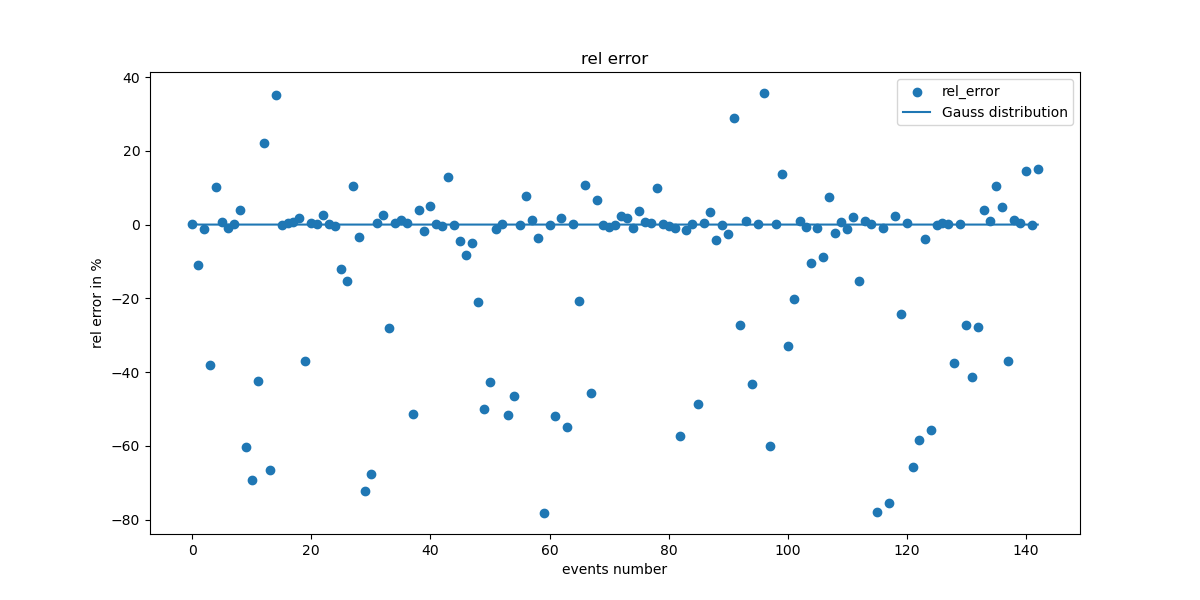 rel error
40
20
0
−20
−40
−60
−80
rel error in %
rel_error
Gauss distribution
0 20 40 60 80 100 120 140
events number